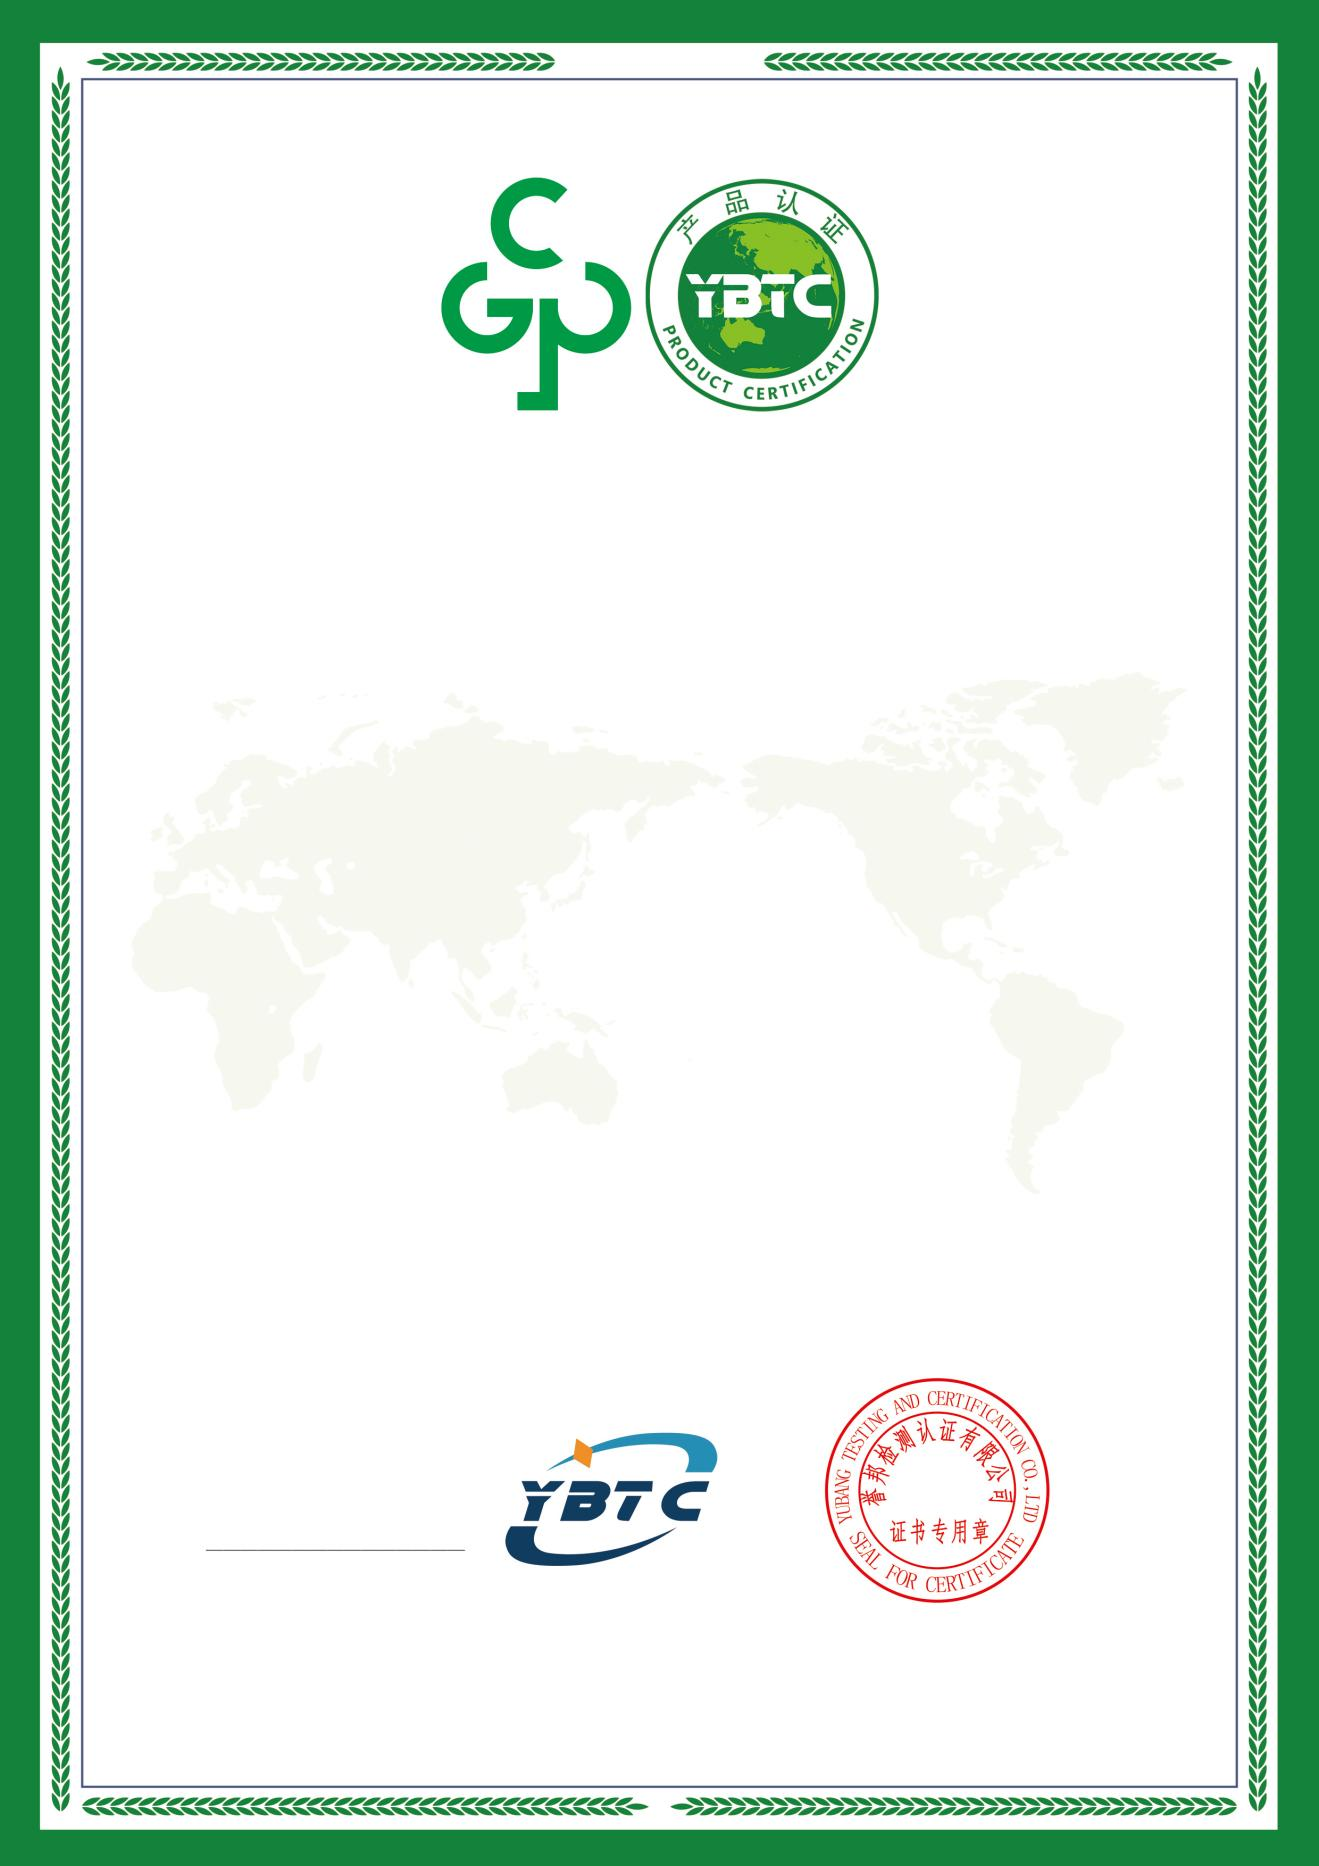 CGP
产品认证
YBTC
PRODUCT CERTIFICATION
YBTC
YUBANG TESTING AND CERTIFICATION CO.,LTD
誉邦检测认证有限公司
证书专用章
SEAL FOR CERTIFICATE